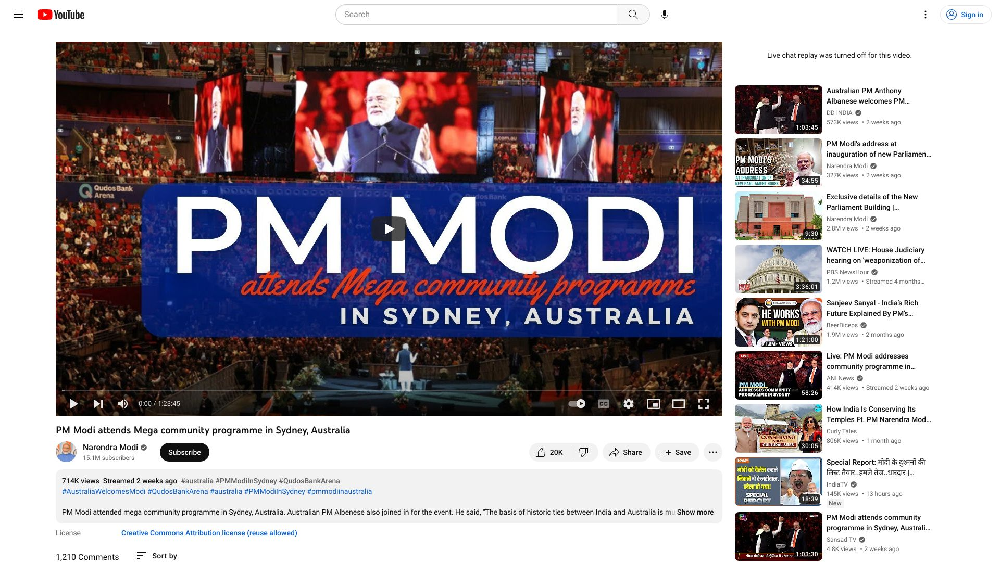 YouTube
Search
Sign in
Qudos Bank
Arena
PM MODI
attends Mega community programme
IN SYDNEY, AUSTRALIA
0:00 / 1:23:45
CC
PM Modi attends Mega community programme in Sydney, Australia
Narendra Modi
15.1M subscribers
Subscribe
20K
Share
Save
714K views Streamed 2 weeks ago #australia #PMModiInSydney #QudosBankArena
#AustraliaWelcomesModi #QudosBankArena #australia #PMModiInSydney #pmmodiinaustralia
PM Modi attended mega community programme in Sydney, Australia. Australian PM Albenese also joined in for the event. He said, "The basis of historic ties between India and Australia is mu Show more
License
Creative Commons Attribution license (reuse allowed)
1,210 Comments
Sort by
Live chat replay was turned off for this video.
1:03:45
Australian PM Anthony
Albanese welcomes PM…
DD INDIA
573K views • 2 weeks ago
PM MODI'S
ADDRESS
AT INAUGURATION OF
NEW PARLIAMENT HOUSE
34:55
PM Modi's address at
inauguration of new Parliamen…
Narendra Modi
327K views • 2 weeks ago
9:30
Exclusive details of the New
Parliament Building |…
Narendra Modi
2.8M views • 2 weeks ago
PBS
NEWS
HOUR
3:36:01
WATCH LIVE: House Judiciary
hearing on 'weaponization of…
PBS NewsHour
1.2M views • Streamed 4 months…
HE WORKS
WITH PM MODI
1.8M+ VIEWS
1:21:00
Sanjeev Sanyal - India’s Rich
Future Explained By PM’s…
BeerBiceps
1.9M views • 2 months ago
LIVE
PM MODI
ADDRESSES COMMUNITY
PROGRAMME IN SYDNEY
58:26
Live: PM Modi addresses
community programme in…
ANI News
414K views • Streamed 2 weeks ago
CONSERVING
INDIA'S
CULTURAL SITES
30:05
How India Is Conserving Its
Temples Ft. PM Narendra Mod…
Curly Tales
806K views • 1 month ago
INDIA TV
मोदी को चैलेंज करने
निकले थे केजरीवाल,
खेला हो गया!
SPECIAL
REPORT
18:39
Special Report: मोदी के दुश्मनों की
लिस्ट तैयार..हमले तेज..धारदार |…
IndiaTV
145K views • 13 hours ago
New
1:03:30
PM Modi attends community
programme in Sydney, Australi…
Sansad TV
4.8K views • 2 weeks ago